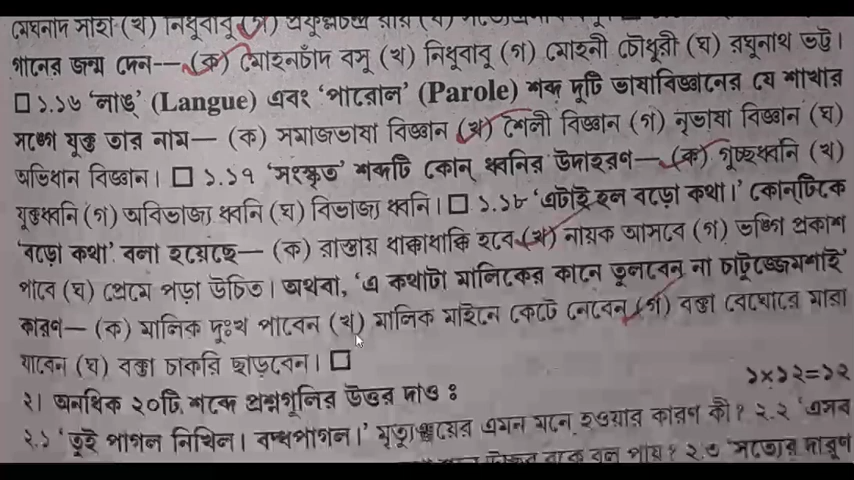 মেঘনাদ সাহা (খ) নিধুবাবু (গ) প্রফুল্লচন্দ্র রায় (ঘ)
গানের জন্ম দেন— (ক) মোহনচাঁদ বসু (খ) নিধুবাবু (গ) মোহনী চৌধুরী (ঘ) রঘুনাথ ভট্ট।
☐ ১.১৬ ‘লাঙ্’ (Langue) এবং ‘পারোল’ (Parole) শব্দ দুটি ভাষাবিজ্ঞানের যে শাখার
সঙ্গে যুক্ত তার নাম— (ক) সমাজভাষা বিজ্ঞান (খ) শৈলী বিজ্ঞান (গ) নৃভাষা বিজ্ঞান (ঘ)
অভিধান বিজ্ঞান। ☐ ১.১৭ ‘সংস্কৃত’ শব্দটি কোন্ ধ্বনির উদাহরণ— (ক) গুচ্ছধ্বনি (খ)
যুক্তধ্বনি (গ) অবিভাজ্য ধ্বনি (ঘ) বিভাজ্য ধ্বনি। ☐ ১.১৮ ‘এটাই হল বড়ো কথা।’ কোন্‌টিকে
‘বড়ো কথা’ বলা হয়েছে— (ক) রাস্তায় ধাক্কাধাক্কি হবে (খ) নায়ক আসবে (গ) ভঙ্গি প্রকাশ
পাবে (ঘ) প্রেমে পড়া উচিত। অথবা, ‘এ কথাটা মালিকের কানে তুলবেন না চাটুজ্জেমশাই’
কারণ— (ক) মালিক দুঃখ পাবেন (খ) মালিক মাইনে কেটে নেবেন (গ) বক্তা বেঘোরে মারা
যাবেন (ঘ) বক্তা চাকরি ছাড়বেন। ☐
২। অনধিক ২০টি শব্দে প্রশ্নগুলির উত্তর দাও : ১×১২=১২
২.১ ‘তুই পাগল নিখিল। বদ্ধপাগল।’ মৃত্যুঞ্জয়ের এমন মনে হওয়ার কারণ কী? ২.২ ‘এসব
বল পায়? ২.৩ ‘সত্যের দারুণ